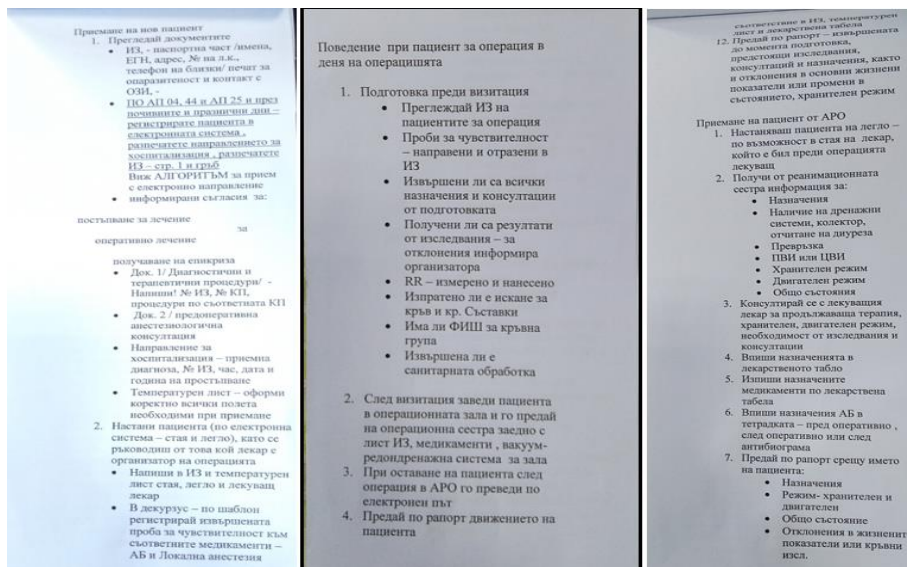 Приемане на нов пациент
1. Прегледай документите
• ИЗ, - паспортна част /имена,
ЕГН, адрес, № на л.к.,
телефон на близки/ печат за
опаразитеност и контакт с
ОЗИ, -
• ПО АП 04, 44 и АП 25 и през
почивните и празнични дни –
регистрирате пациента в
електронната система ,
разпечатете направлението за
хоспитализация , разпечатете
ИЗ – стр. 1 и гръб
Виж АЛГОРИТЪМ за прием
с електронно направление
• информирани съгласия за:
постъпване за лечение
за
оперативно лечение
получаване на епикриза
• Док. 1/ Диагностични и
терапевтични процедури/ -
Напиши! № ИЗ, № КП,
процедури по съответната КП
• Док. 2 / предоперативна
анестезиологична
консултация
• Направление за
хоспитализация – приемна
диагноза, № ИЗ, час, дата и
година на простъпване
• Температурен лист – оформи
коректно всички полета
необходими при приемане
2. Настани пациента (по електронна
система – стая и легло), като се
ръководиш от това кой лекар е
организатор на операцията
• Напиши в ИЗ и температурен
лист стая, легло и лекуващ
лекар
• В декурзус – по шаблон
регистрирай извършената
проба за чувствителност към
съответните медикаменти –
АБ и Локална анестезия
Поведение при пациент за операция в
деня на операцишята
1. Подготовка преди визитация
• Преглеждай ИЗ на
пациентите за операция
• Проби за чувствителност
– направени и отразени в
ИЗ
• Извършени ли са всички
назначения и консултации
от подготовката
• Получени ли са резултати
от изследвания – за
отклонения информира
организатора
• RR – измерено и нанесено
• Изпратено ли е искане за
кръв и кр. Съставки
• Има ли ФИШ за кръвна
група
• Извършена ли е
санитарната обработка
2. След визитация заведи пациента
в операционната зала и го предай
на операционна сестра заедно с
лист ИЗ, медикаменти , вакуум-
редондренажна система за зала
3. При оставане на пациента след
операция в АРО го преведи по
електронен път
4. Предай по рапорт движението на
пациента
съответствие в ИЗ, температурен
лист и лекарствена табела
12. Предай по рапорт – извършената
до момента подготовка,
предстоящи изследвания,
консултаций и назначения, както
и отклонения в основни жизнени
показатели или промени в
състоянието, хранителен режим
Приемане на пациент от АРО
1. Настаняваш пациента на легло –
по възможност в стая на лекар,
който е бил преди операцията
лекуващ
2. Получи от реанимационната
сестра информация за:
• Назначения
• Наличие на дренажни
системи, колектор,
отчитане на диуреза
• Превръзка
• ПВИ или ЦВИ
• Хранителен режим
• Двигателен режим
• Общо състояния
3. Консултирай се с лекуващия
лекар за продължаваща терапия,
хранителен, двигателен режим,
необходимост от изследвания и
консултации
4. Впиши назначенията в
лекарственото табло
5. Изпиши назначените
медикаменти по лекарствена
табела
6. Впиши назначения АБ в
тетрадката – пред оперативно ,
след оперативно или след
антибиограма
7. Предай по рапорт срещу името
на пациента:
• Назначения
• Режим- хранителен и
двигателен
• Общо състояние
• Отклонения в жизненит
показатели или кръвни
изсл.